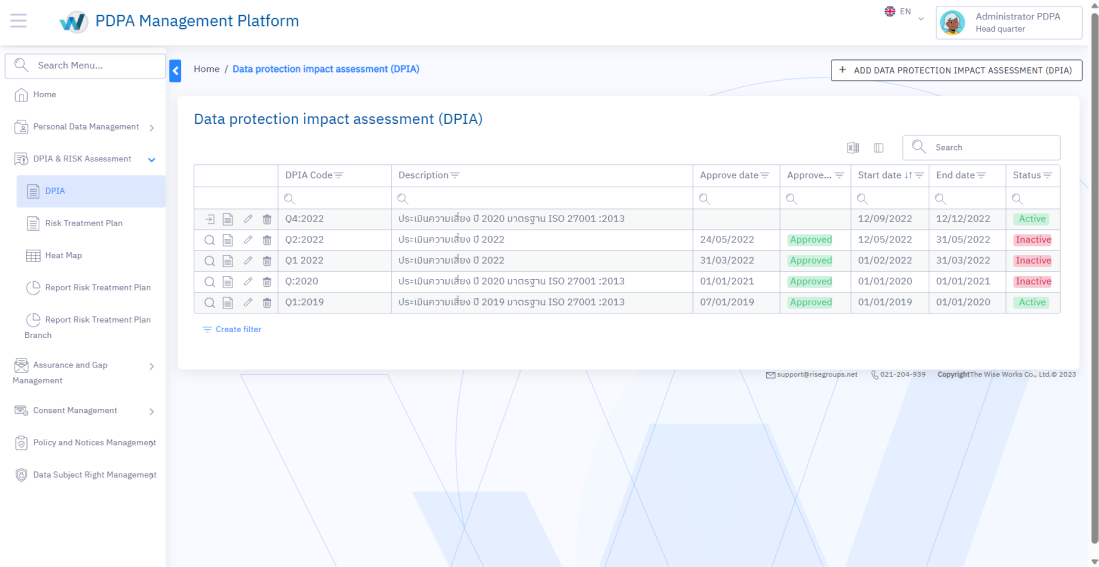 PDPA Management Platform
EN
Administrator PDPA
Head quarter
Search Menu...
Home
Personal Data Management
DPIA & RISK Assessment
DPIA
Risk Treatment Plan
Heat Map
Report Risk Treatment Plan
Report Risk Treatment Plan
Branch
Assurance and Gap
Management
Consent Management
Policy and Notices Management
Data Subject Right Management
Home / Data protection impact assessment (DPIA)
+ ADD DATA PROTECTION IMPACT ASSESSMENT (DPIA)
Data protection impact assessment (DPIA)
Search
DPIA Code Description Approve date Approve... Start date End date Status
Q4:2022 ประเมินความเสี่ยง ปี 2020 มาตรฐาน ISO 27001 :2013 12/09/2022 12/12/2022 Active
Q2:2022 ประเมินความเสี่ยง ปี 2022 24/05/2022 Approved 12/05/2022 31/05/2022 Inactive
Q1 2022 ประเมินความเสี่ยง ปี 2022 31/03/2022 Approved 01/02/2022 31/03/2022 Inactive
Q:2020 ประเมินความเสี่ยง ปี 2020 มาตรฐาน ISO 27001 :2013 01/01/2021 Approved 01/01/2020 01/01/2021 Inactive
Q1:2019 ประเมินความเสี่ยง ปี 2019 มาตรฐาน ISO 27001 :2013 07/01/2019 Approved 01/01/2019 01/01/2020 Active
Create filter
support@risegroups.net 021-204-939 CopyrightThe Wise Works Co., Ltd.© 2023